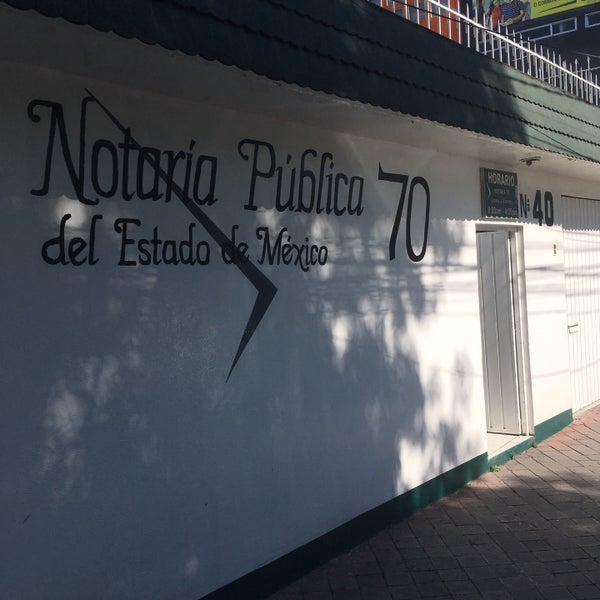 Notaría Pública 70
del Estado de México
HORARIO
Nº 40